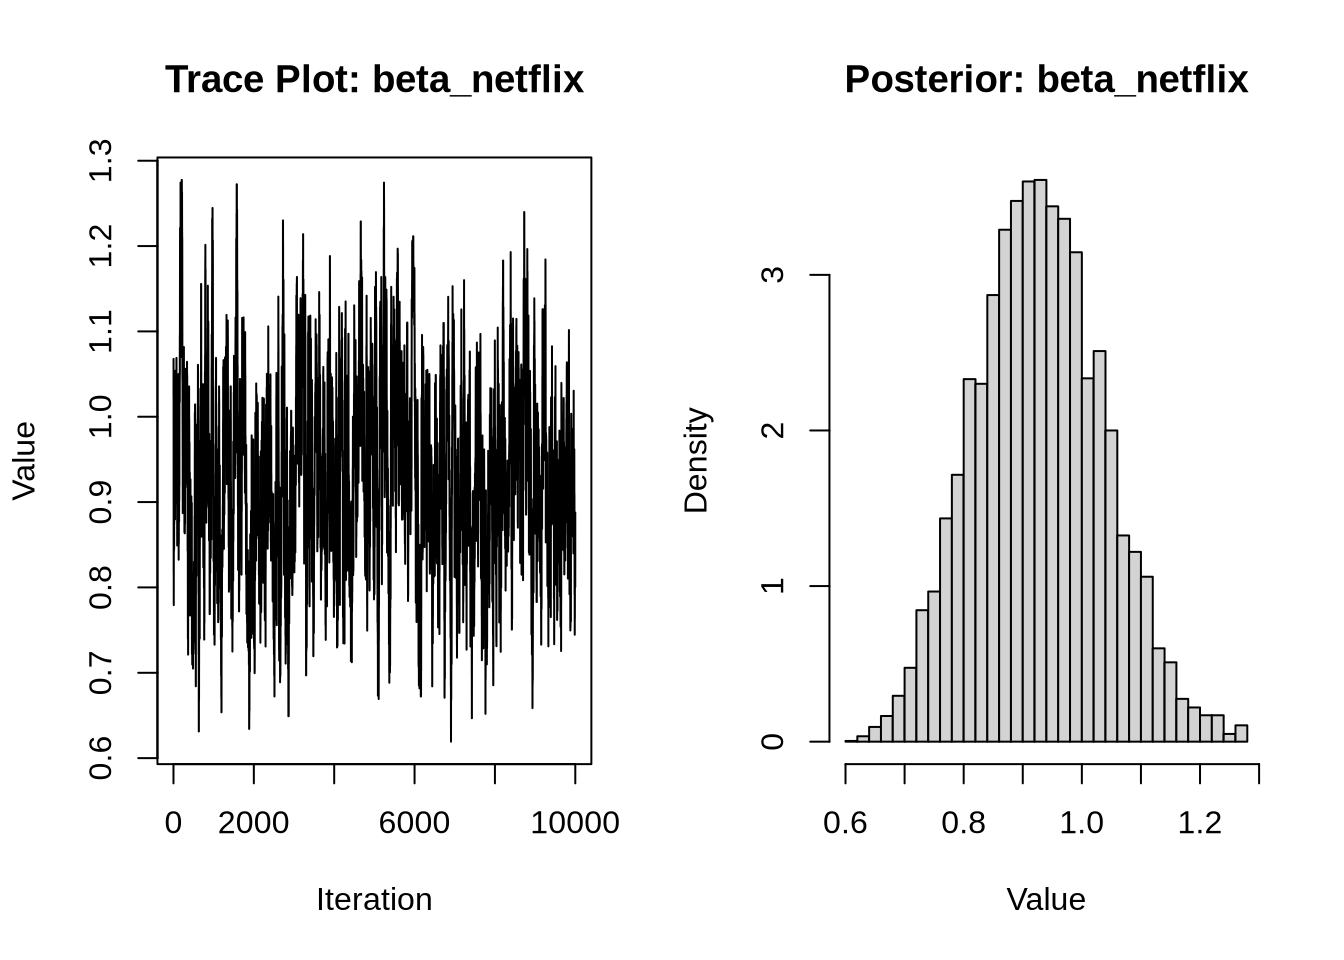 Trace Plot: beta_netflix
Value
1.3
1.2
1.1
1.0
0.9
0.8
0.7
0.6
0 2000 6000 10000
Iteration
Posterior: beta_netflix
Density
3
2
1
0
0.6 0.8 1.0 1.2
Value